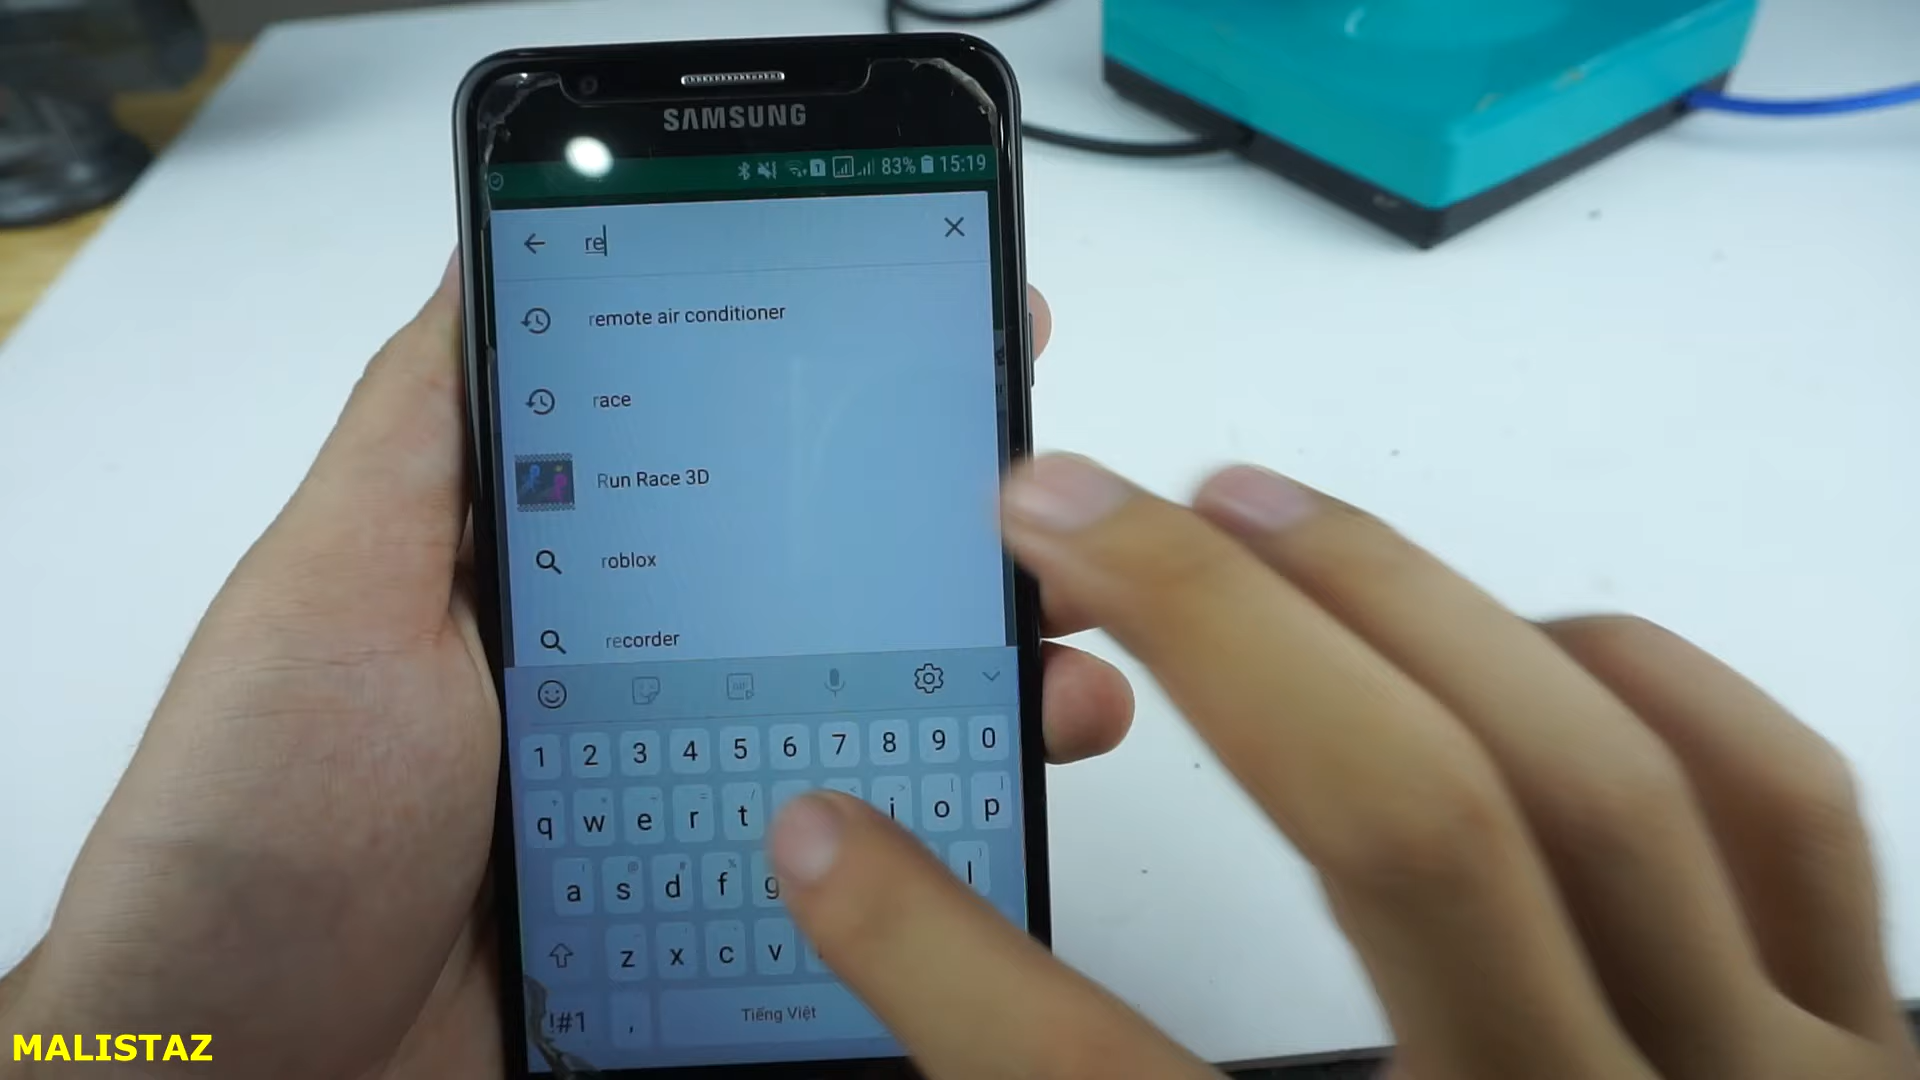 SAMSUNG
83% 15:19
re
remote air conditioner
race
Run Race 3D
roblox
recorder
1 2 3 4 5 6 7 8 9 0
q w e r t i o p
a s d f g l
z x c v
!#1 , Tiếng Việt
MALISTAZ